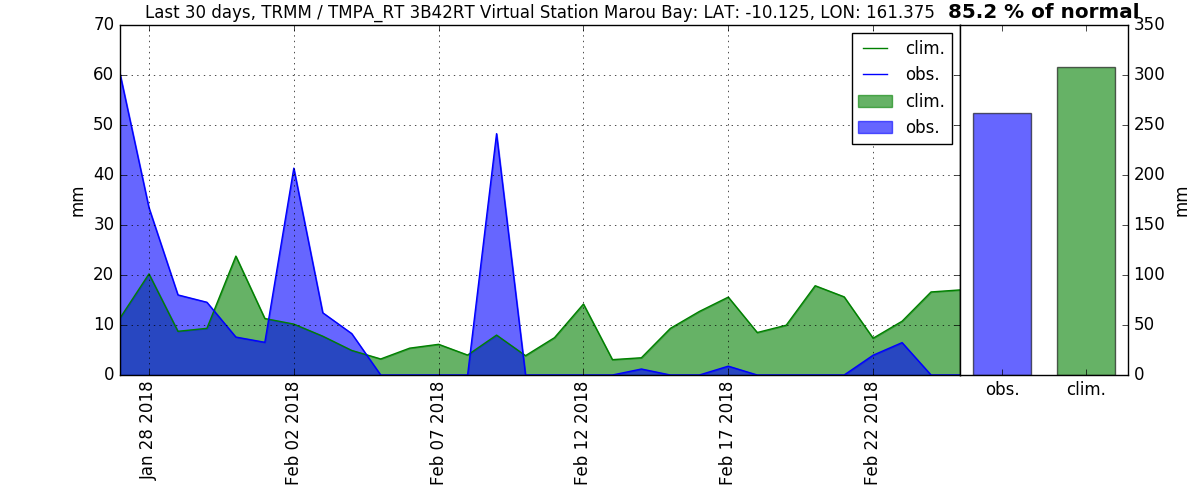 Last 30 days, TRMM / TMPA_RT 3B42RT Virtual Station Marou Bay: LAT: -10.125, LON: 161.375
85.2 % of normal
70
60
50
40
30
20
10
0
mm
clim.
obs.
clim.
obs.
Jan 28 2018
Feb 02 2018
Feb 07 2018
Feb 12 2018
Feb 17 2018
Feb 22 2018
350
300
250
200
150
100
50
0
mm
obs.
clim.